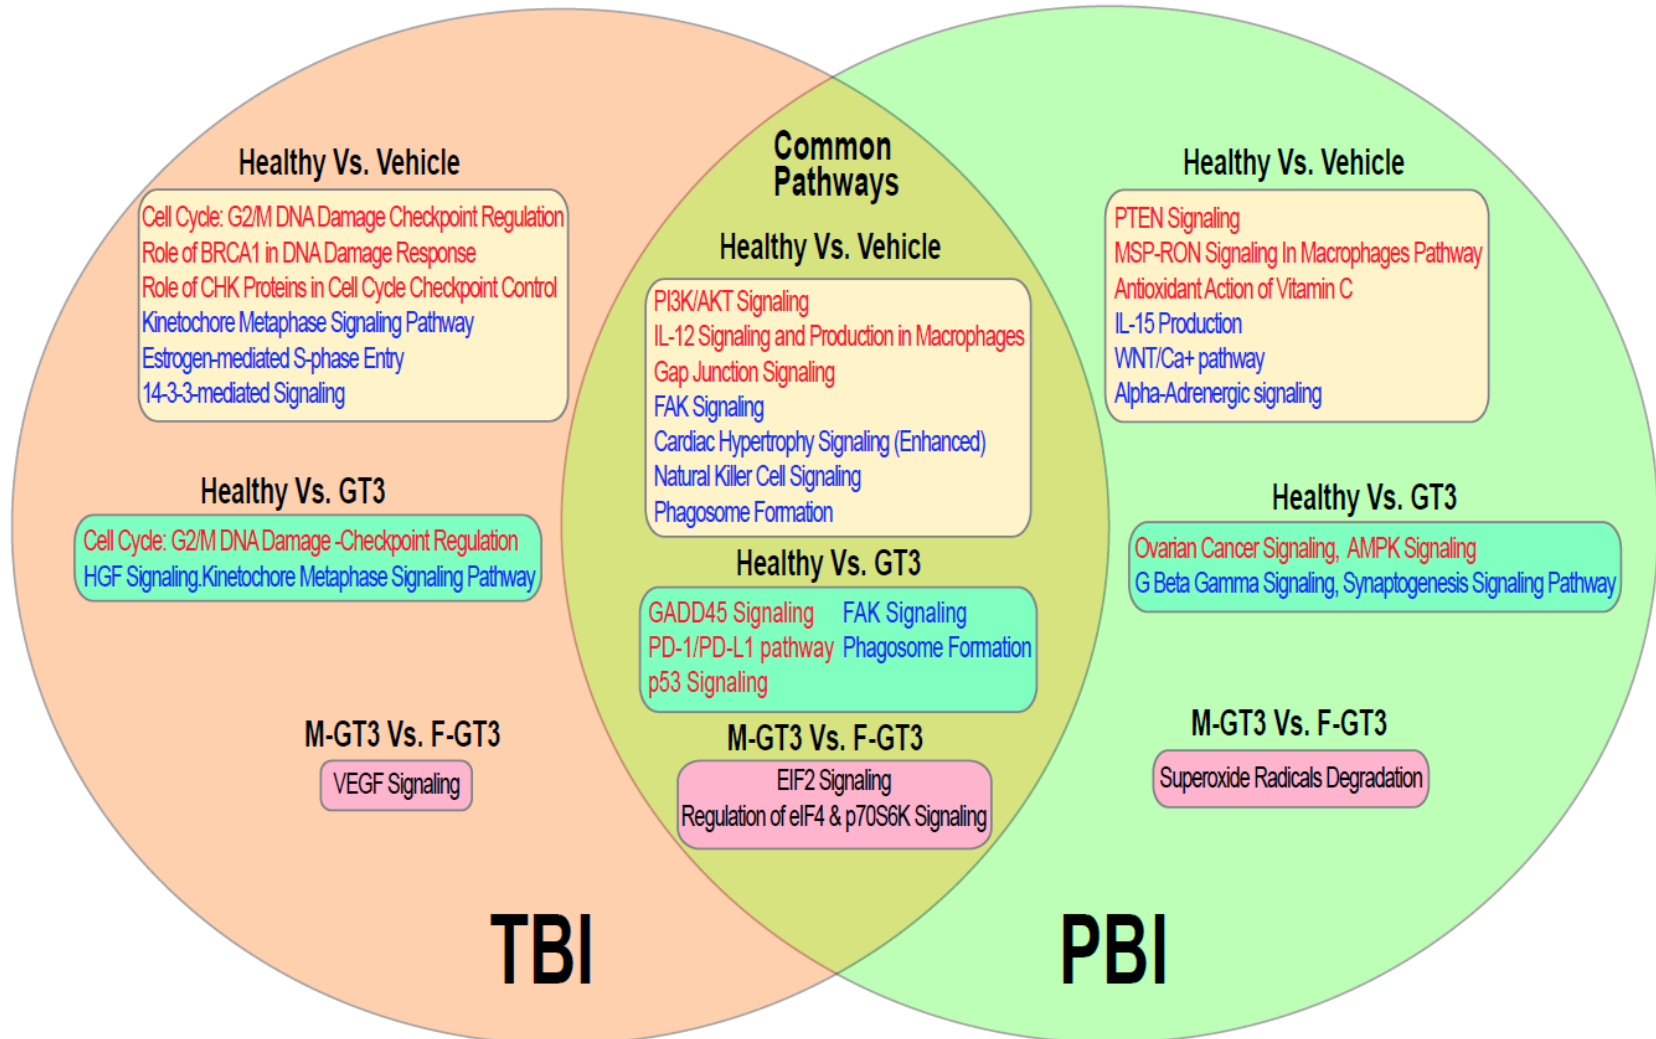 Healthy Vs. Vehicle
Cell Cycle: G2/M DNA Damage Checkpoint Regulation
Role of BRCA1 in DNA Damage Response
Role of CHK Proteins in Cell Cycle Checkpoint Control
Kinetochore Metaphase Signaling Pathway
Estrogen-mediated S-phase Entry
14-3-3-mediated Signaling
Healthy Vs. GT3
Cell Cycle: G2/M DNA Damage -Checkpoint Regulation
HGF Signaling.Kinetochore Metaphase Signaling Pathway
M-GT3 Vs. F-GT3
VEGF Signaling
TBI
Common
Pathways
Healthy Vs. Vehicle
PI3K/AKT Signaling
IL-12 Signaling and Production in Macrophages
Gap Junction Signaling
FAK Signaling
Cardiac Hypertrophy Signaling (Enhanced)
Natural Killer Cell Signaling
Phagosome Formation
Healthy Vs. GT3
GADD45 Signaling FAK Signaling
PD-1/PD-L1 pathway Phagosome Formation
p53 Signaling
M-GT3 Vs. F-GT3
EIF2 Signaling
Regulation of eIF4 & p70S6K Signaling
Healthy Vs. Vehicle
PTEN Signaling
MSP-RON Signaling In Macrophages Pathway
Antioxidant Action of Vitamin C
IL-15 Production
WNT/Ca+ pathway
Alpha-Adrenergic signaling
Healthy Vs. GT3
Ovarian Cancer Signaling, AMPK Signaling
G Beta Gamma Signaling, Synaptogenesis Signaling Pathway
M-GT3 Vs. F-GT3
Superoxide Radicals Degradation
PBI